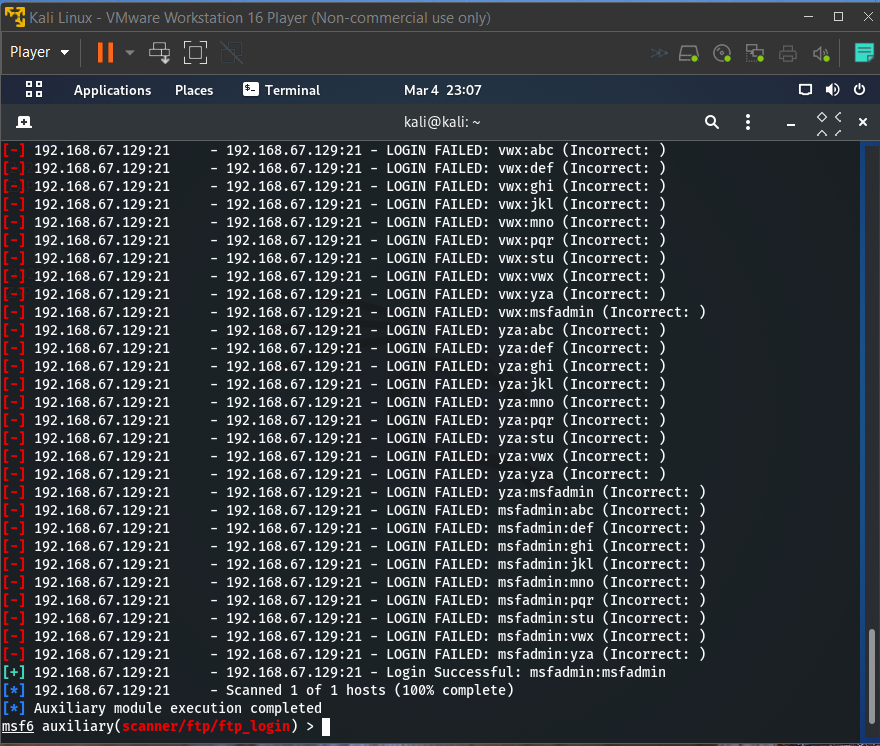 Kali Linux - VMware Workstation 16 Player (Non-commercial use only)
Player
Applications Places Terminal Mar 4 23:07
kali@kali: ~
[-] 192.168.67.129:21 - 192.168.67.129:21 - LOGIN FAILED: vwx:abc (Incorrect: )
[-] 192.168.67.129:21 - 192.168.67.129:21 - LOGIN FAILED: vwx:def (Incorrect: )
[-] 192.168.67.129:21 - 192.168.67.129:21 - LOGIN FAILED: vwx:ghi (Incorrect: )
[-] 192.168.67.129:21 - 192.168.67.129:21 - LOGIN FAILED: vwx:jkl (Incorrect: )
[-] 192.168.67.129:21 - 192.168.67.129:21 - LOGIN FAILED: vwx:mno (Incorrect: )
[-] 192.168.67.129:21 - 192.168.67.129:21 - LOGIN FAILED: vwx:pqr (Incorrect: )
[-] 192.168.67.129:21 - 192.168.67.129:21 - LOGIN FAILED: vwx:stu (Incorrect: )
[-] 192.168.67.129:21 - 192.168.67.129:21 - LOGIN FAILED: vwx:vwx (Incorrect: )
[-] 192.168.67.129:21 - 192.168.67.129:21 - LOGIN FAILED: vwx:yza (Incorrect: )
[-] 192.168.67.129:21 - 192.168.67.129:21 - LOGIN FAILED: vwx:msfadmin (Incorrect: )
[-] 192.168.67.129:21 - 192.168.67.129:21 - LOGIN FAILED: yza:abc (Incorrect: )
[-] 192.168.67.129:21 - 192.168.67.129:21 - LOGIN FAILED: yza:def (Incorrect: )
[-] 192.168.67.129:21 - 192.168.67.129:21 - LOGIN FAILED: yza:ghi (Incorrect: )
[-] 192.168.67.129:21 - 192.168.67.129:21 - LOGIN FAILED: yza:jkl (Incorrect: )
[-] 192.168.67.129:21 - 192.168.67.129:21 - LOGIN FAILED: yza:mno (Incorrect: )
[-] 192.168.67.129:21 - 192.168.67.129:21 - LOGIN FAILED: yza:pqr (Incorrect: )
[-] 192.168.67.129:21 - 192.168.67.129:21 - LOGIN FAILED: yza:stu (Incorrect: )
[-] 192.168.67.129:21 - 192.168.67.129:21 - LOGIN FAILED: yza:vwx (Incorrect: )
[-] 192.168.67.129:21 - 192.168.67.129:21 - LOGIN FAILED: yza:yza (Incorrect: )
[-] 192.168.67.129:21 - 192.168.67.129:21 - LOGIN FAILED: yza:msfadmin (Incorrect: )
[-] 192.168.67.129:21 - 192.168.67.129:21 - LOGIN FAILED: msfadmin:abc (Incorrect: )
[-] 192.168.67.129:21 - 192.168.67.129:21 - LOGIN FAILED: msfadmin:def (Incorrect: )
[-] 192.168.67.129:21 - 192.168.67.129:21 - LOGIN FAILED: msfadmin:ghi (Incorrect: )
[-] 192.168.67.129:21 - 192.168.67.129:21 - LOGIN FAILED: msfadmin:jkl (Incorrect: )
[-] 192.168.67.129:21 - 192.168.67.129:21 - LOGIN FAILED: msfadmin:mno (Incorrect: )
[-] 192.168.67.129:21 - 192.168.67.129:21 - LOGIN FAILED: msfadmin:pqr (Incorrect: )
[-] 192.168.67.129:21 - 192.168.67.129:21 - LOGIN FAILED: msfadmin:stu (Incorrect: )
[-] 192.168.67.129:21 - 192.168.67.129:21 - LOGIN FAILED: msfadmin:vwx (Incorrect: )
[-] 192.168.67.129:21 - 192.168.67.129:21 - LOGIN FAILED: msfadmin:yza (Incorrect: )
[+] 192.168.67.129:21 - 192.168.67.129:21 - Login Successful: msfadmin:msfadmin
[*] 192.168.67.129:21 - Scanned 1 of 1 hosts (100% complete)
[*] Auxiliary module execution completed
msf6 auxiliary(scanner/ftp/ftp_login) >